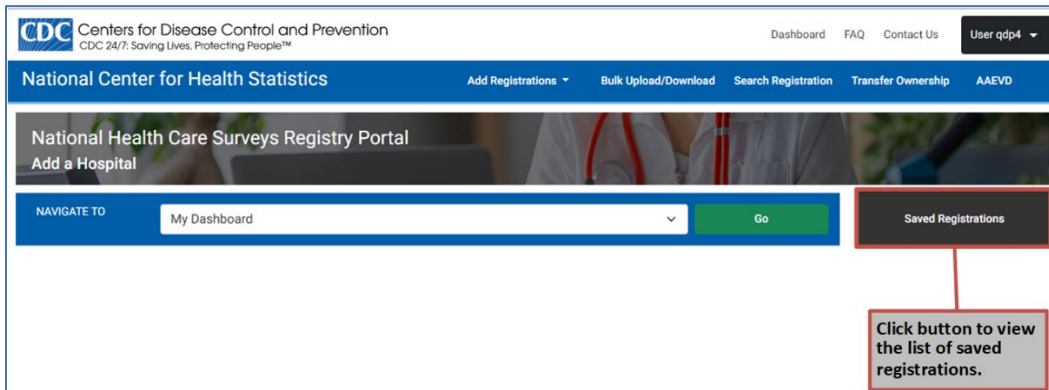 CDC Centers for Disease Control and Prevention
CDC 24/7: Saving Lives, Protecting People™
Dashboard FAQ Contact Us User qdp4
National Center for Health Statistics Add Registrations Bulk Upload/Download Search Registration Transfer Ownership AAEVD
National Health Care Surveys Registry Portal
Add a Hospital
NAVIGATE TO My Dashboard Go Saved Registrations
Click button to view
the list of saved
registrations.